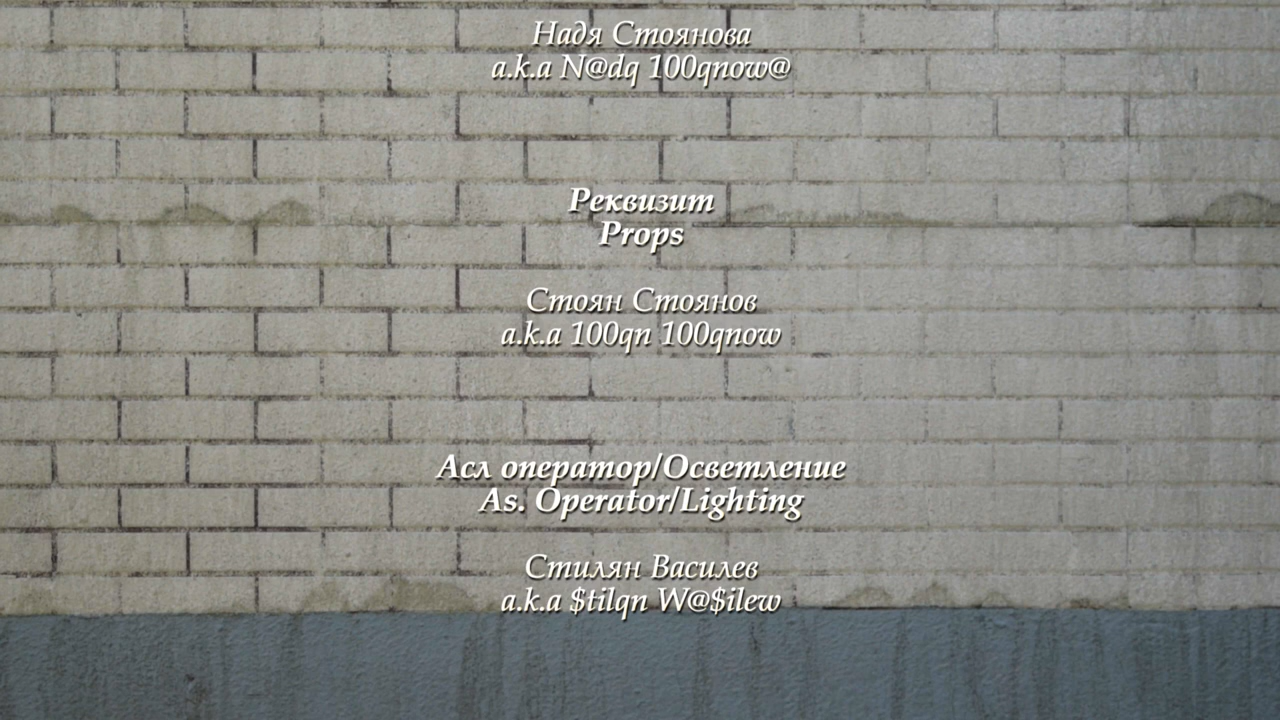 Надя Стоянова
a.k.a N@dq 100qnow@
Реквизит
Props
Стоян Стоянов
a.k.a 100qn 100qnow
Асл оператор/Осветление
As. Operator/Lighting
Стилян Василев
a.k.a $tilqn W@$ilew